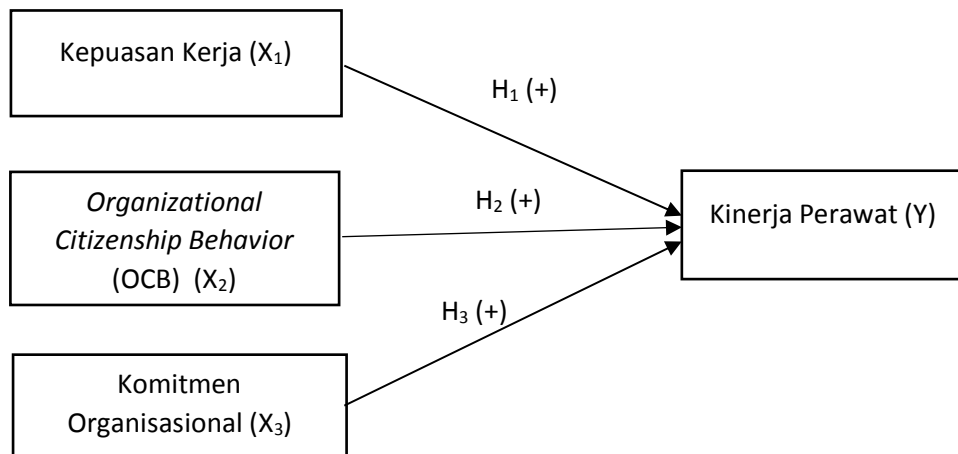 Kepuasan Kerja (X₁)
H₁ (+)
Organizational
Citizenship Behavior
(OCB) (X₂)
H₂ (+)
Kinerja Perawat (Y)
H₃ (+)
Komitmen
Organisasional (X₃)